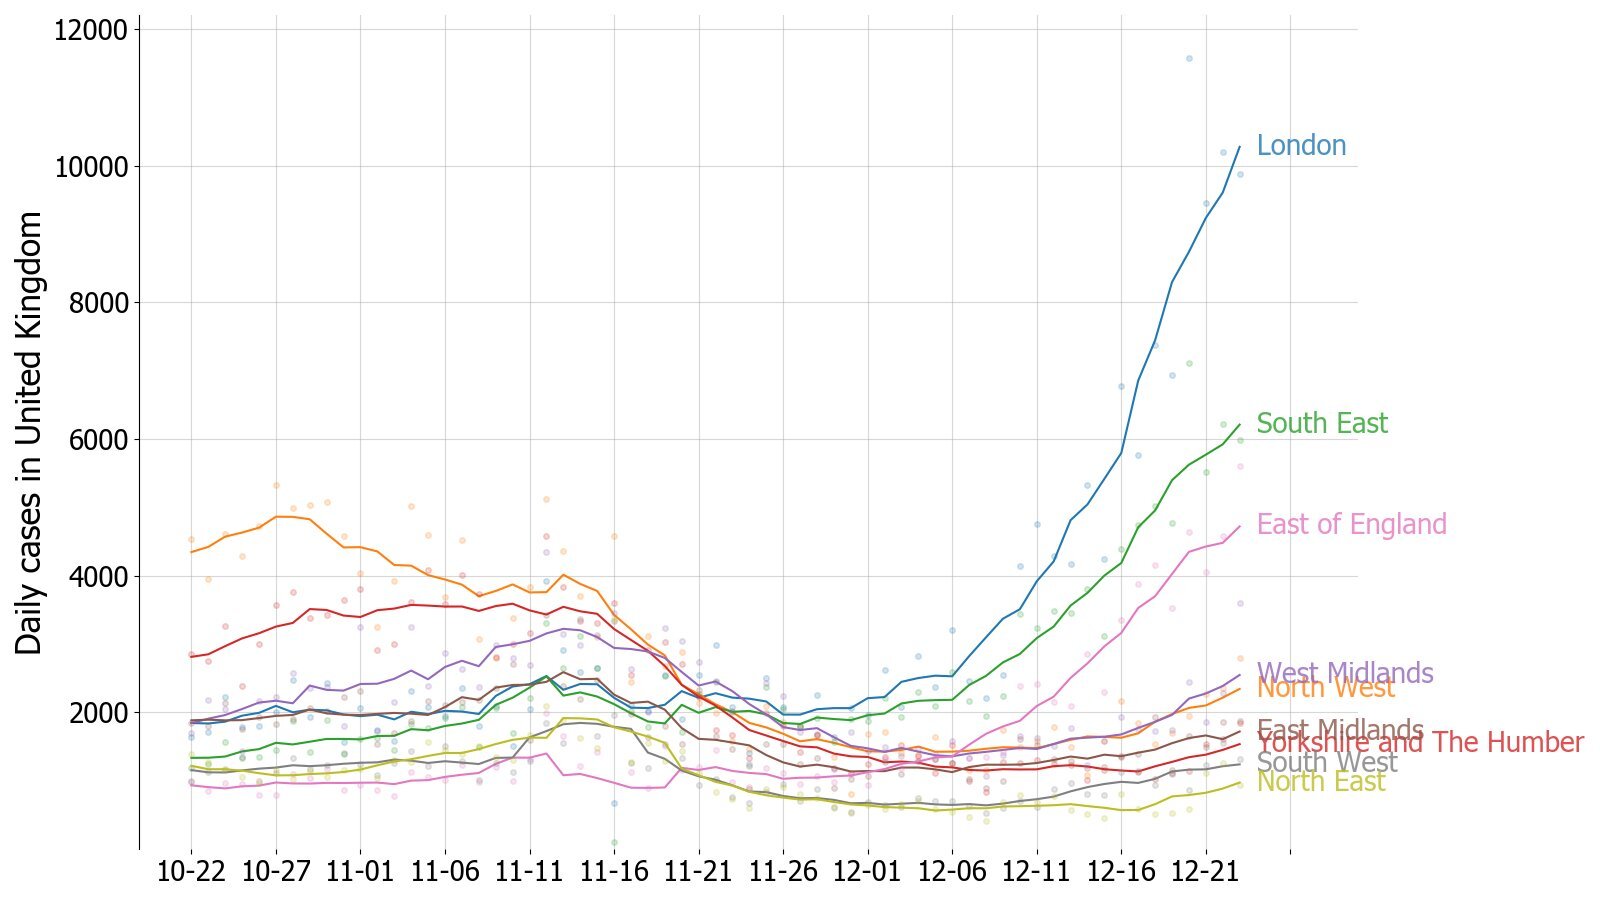 Daily cases in United Kingdom
12000
10000
8000
6000
4000
2000
London
South East
East of England
West Midlands
North West
East Midlands
Yorkshire and The Humber
South West
North East
10-22 10-27 11-01 11-06 11-11 11-16 11-21 11-26 12-01 12-06 12-11 12-16 12-21